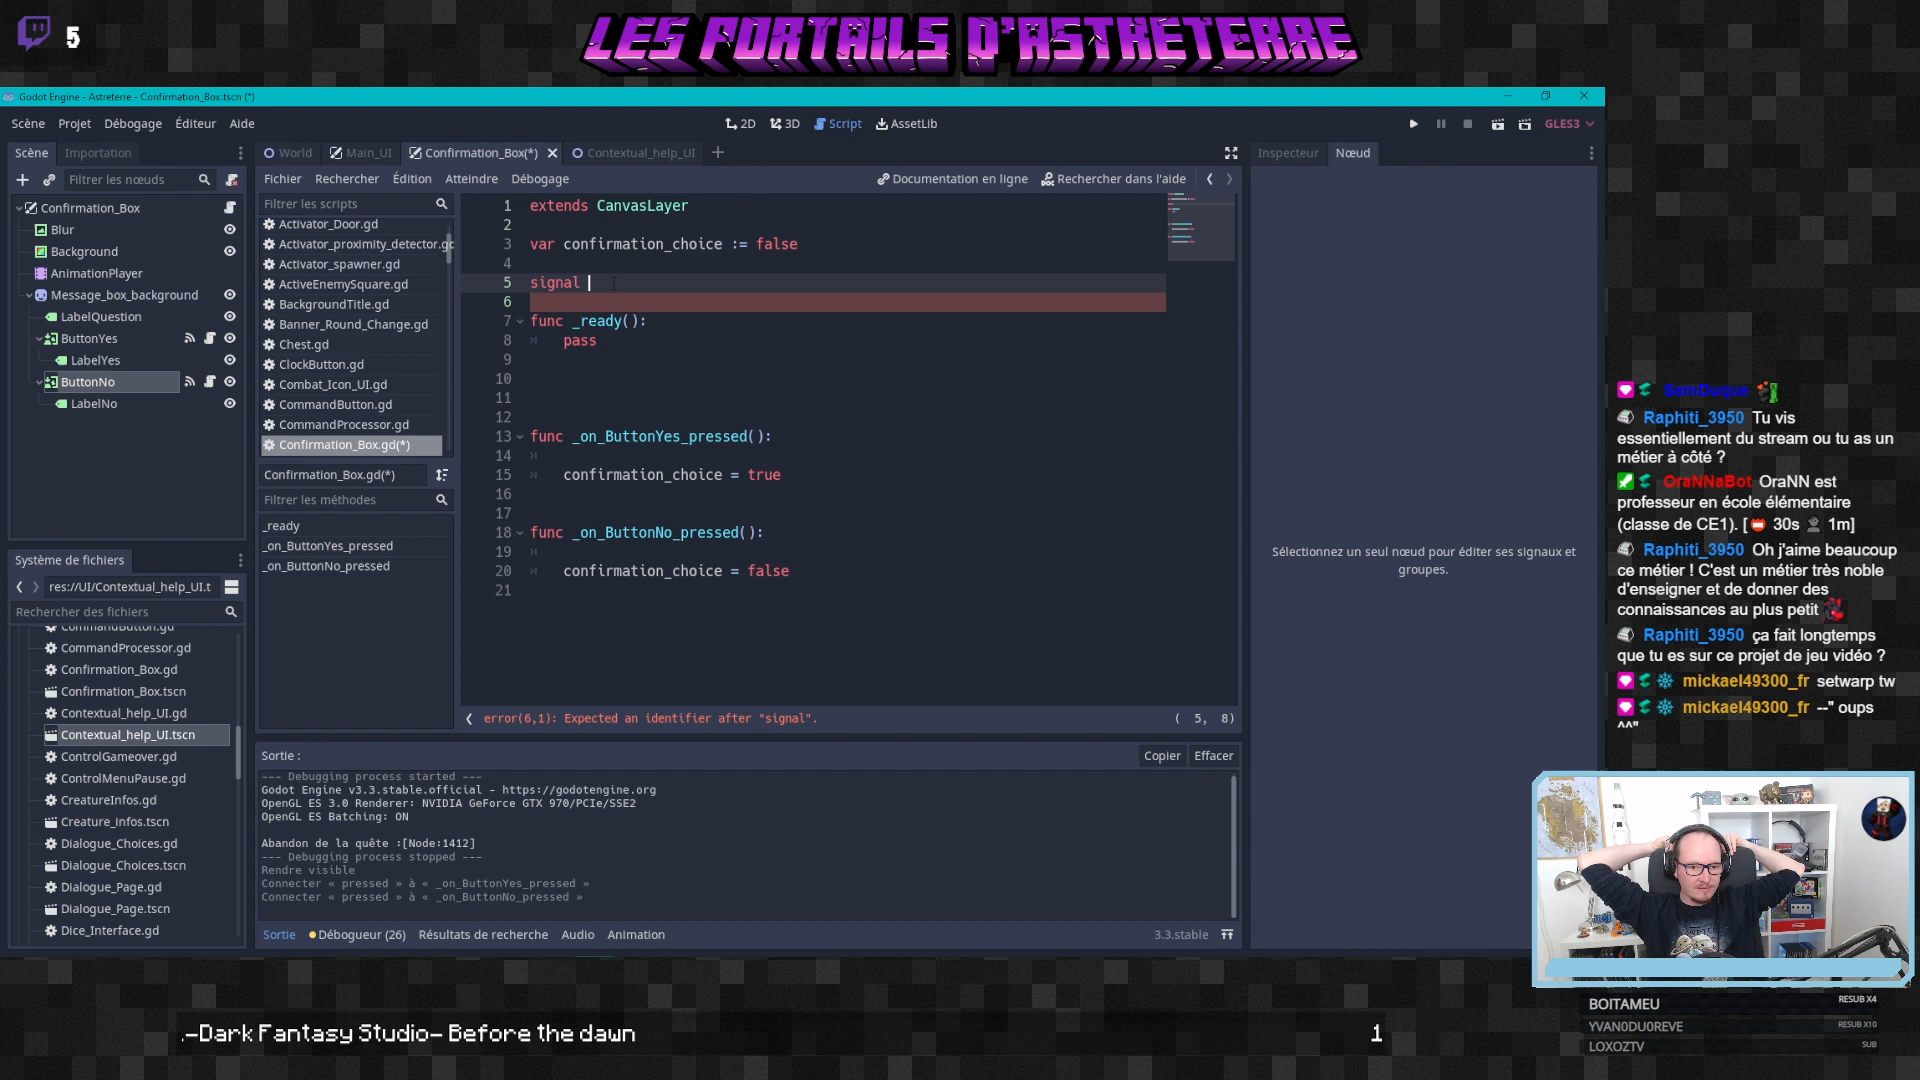 5
LES PORTAILS D'ASTRÉTERRE
Godot Engine - Astreterre - Confirmation_Box.tscn (*)
Scène Projet Débogage Éditeur Aide
2D 3D Script AssetLib
GLES3
Scène Importation
World Main_UI Confirmation_Box(*) Contextual_help_UI
Inspecteur Nœud
Filtrer les nœuds
Fichier Rechercher Édition Atteindre Débogage
Documentation en ligne Rechercher dans l'aide
Confirmation_Box
Blur
Background
AnimationPlayer
Message_box_background
LabelQuestion
ButtonYes
LabelYes
ButtonNo
LabelNo
Filtrer les scripts
Activator_Door.gd
Activator_proximity_detector.gd
Activator_spawner.gd
ActiveEnemySquare.gd
BackgroundTitle.gd
Banner_Round_Change.gd
Chest.gd
ClockButton.gd
Combat_Icon_UI.gd
CommandButton.gd
CommandProcessor.gd
Confirmation_Box.gd(*)
Confirmation_Box.gd(*)
Filtrer les méthodes
_ready
_on_ButtonYes_pressed
_on_ButtonNo_pressed
1 extends CanvasLayer
2
3 var confirmation_choice := false
4
5 signal
6
7 func _ready():
8 pass
9
10
11
12
13 func _on_ButtonYes_pressed():
14
15 confirmation_choice = true
16
17
18 func _on_ButtonNo_pressed():
19
20 confirmation_choice = false
21
error(6,1): Expected an identifier after "signal".
( 5, 8)
Sélectionnez un seul nœud pour éditer ses signaux et
groupes.
Système de fichiers
res://UI/Contextual_help_UI.t
Rechercher des fichiers
CommandButton.gd
CommandProcessor.gd
Confirmation_Box.gd
Confirmation_Box.tscn
Contextual_help_UI.gd
Contextual_help_UI.tscn
ControlGameover.gd
ControlMenuPause.gd
CreatureInfos.gd
Creature_infos.tscn
Dialogue_Choices.gd
Dialogue_Choices.tscn
Dialogue_Page.gd
Dialogue_Page.tscn
Dice_Interface.gd
Sortie :
Copier Effacer
--- Debugging process started ---
Godot Engine v3.3.stable.official - https://godotengine.org
OpenGL ES 3.0 Renderer: NVIDIA GeForce GTX 970/PCIe/SSE2
OpenGL ES Batching: ON
Abandon de la quête :[Node:1412]
--- Debugging process stopped ---
Rendre visible
Connecter « pressed » à « _on_ButtonYes_pressed »
Connecter « pressed » à « _on_ButtonNo_pressed »
Sortie Débogueur (26) Résultats de recherche Audio Animation
3.3.stable
SamDuque
Raphiti_3950 Tu vis
essentiellement du stream ou tu as un
métier à côté ?
OraNNaBot OraNN est
professeur en école élémentaire
(classe de CE1). [ 30s 1m]
Raphiti_3950 Oh j'aime beaucoup
ce métier ! C'est un métier très noble
d'enseigner et de donner des
connaissances au plus petit
Raphiti_3950 ça fait longtemps
que tu es sur ce projet de jeu vidéo ?
mickael49300_fr setwarp tw
mickael49300_fr --" oups
^^"
BOITAMEU RESUB X4
YVAN0DU0REVE RESUB X10
LOXOZTV SUB
.-Dark Fantasy Studio- Before the dawn
1